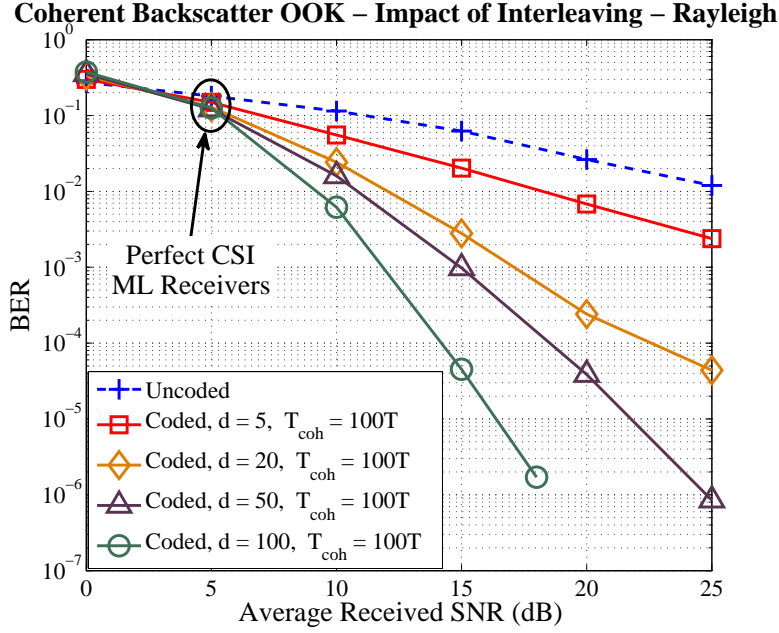 Coherent Backscatter OOK – Impact of Interleaving – Rayleigh
10^0
10^-1
10^-2
10^-3
10^-4
10^-5
10^-6
10^-7
BER
Perfect CSI
ML Receivers
Uncoded
Coded, d = 5, T_coh = 100T
Coded, d = 20, T_coh = 100T
Coded, d = 50, T_coh = 100T
Coded, d = 100, T_coh = 100T
0 5 10 15 20 25
Average Received SNR (dB)